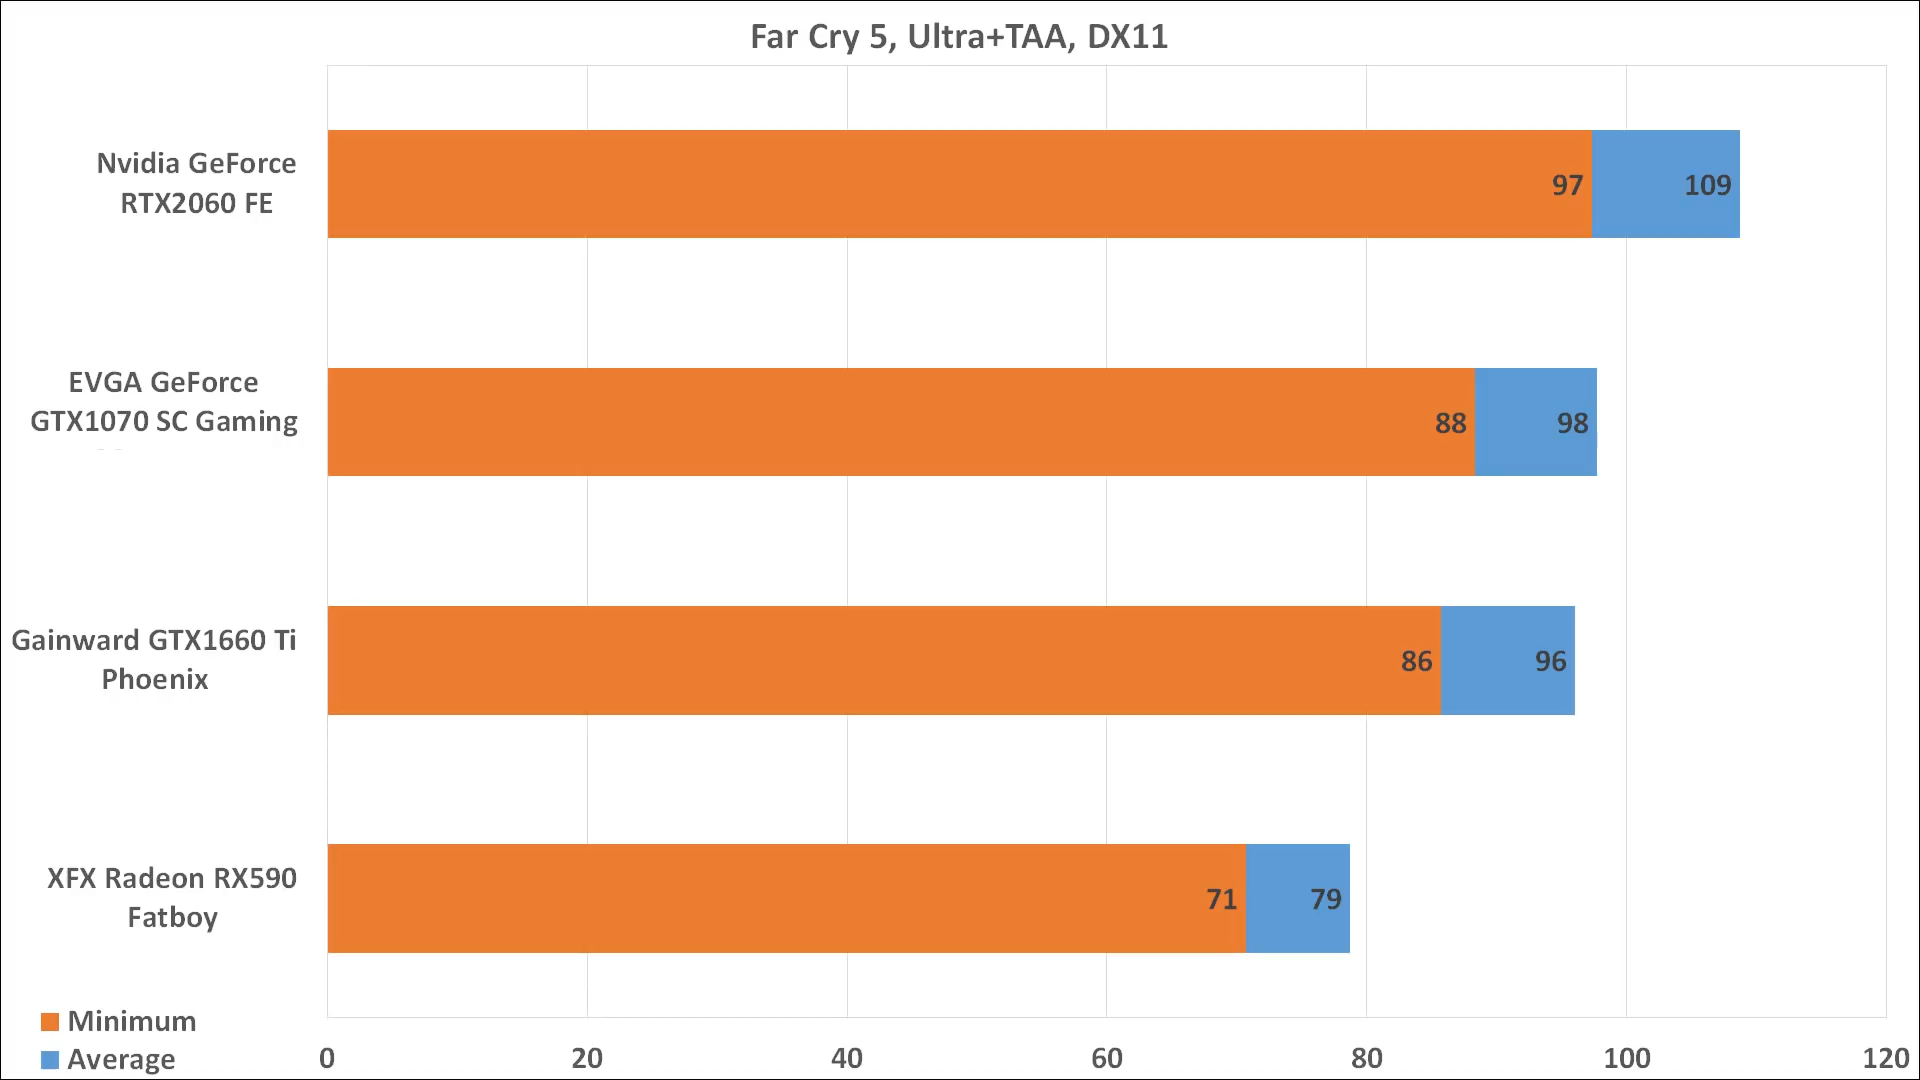 Far Cry 5, Ultra+TAA, DX11
Nvidia GeForce
RTX2060 FE
97
109
EVGA GeForce
GTX1070 SC Gaming
88
98
Gainward GTX1660 Ti
Phoenix
86
96
XFX Radeon RX590
Fatboy
71
79
Minimum
Average
0 20 40 60 80 100 120